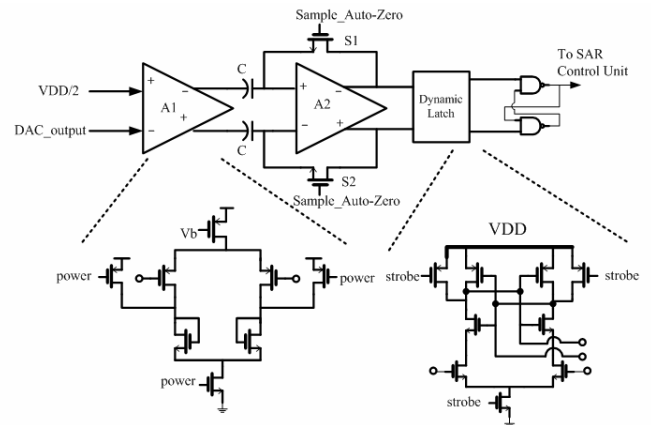 Sample_Auto-Zero
S1
To SAR
Control Unit
C
VDD/2
+
−
A1
DAC_output
−
+
+
−
A2
−
+
Dynamic
Latch
C
S2
Sample_Auto-Zero
Vb
power
power
power
VDD
strobe
strobe
strobe